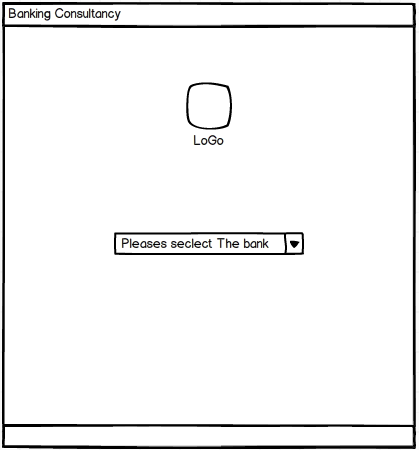 Banking Consultancy
LoGo
Pleases seclect The bank